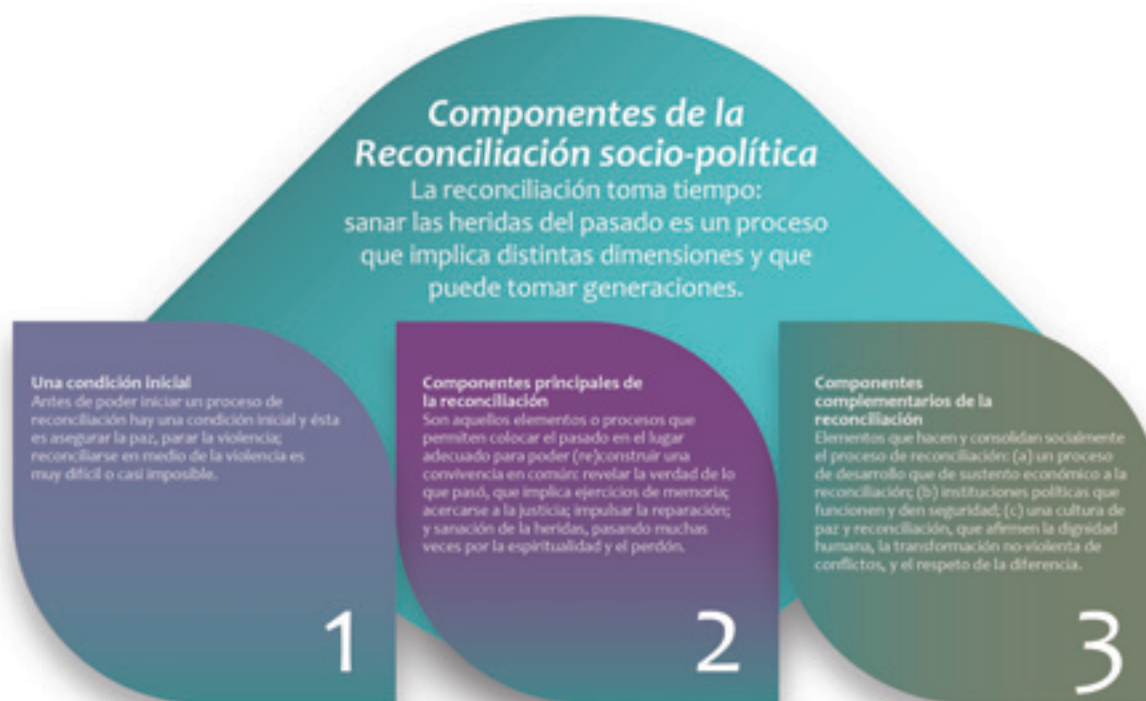 Componentes de la
Reconciliación socio-política
La reconciliación toma tiempo:
sanar las heridas del pasado es un proceso
que implica distintas dimensiones y que
puede tomar generaciones.
Una condición inicial
Antes de poder iniciar un proceso de
reconciliación hay una condición inicial y ésta
es asegurar la paz, parar la violencia;
reconciliarse en medio de la violencia es
muy difícil o casi imposible.
1
Componentes principales de
la reconciliación
Son aquellos elementos o procesos que
permiten colocar el pasado en el lugar
adecuado para poder (re)construir una
convivencia en común: revelar la verdad de lo
que pasó, que implica ejercicios de memoria;
acercarse a la justicia; impulsar la reparación;
y sanación de la heridas, pasando muchas
veces por la espiritualidad y el perdón.
2
Componentes
complementarios de la
reconciliación
Elementos que hacen y consolidan socialmente
el proceso de reconciliación: (a) un proceso
de desarrollo que de sustento económico a la
reconciliación; (b) instituciones políticas que
funcionen y den seguridad; (c) una cultura de
paz y reconciliación, que afirmen la dignidad
humana, la transformación no-violenta de
conflictos, y el respeto de la diferencia.
3